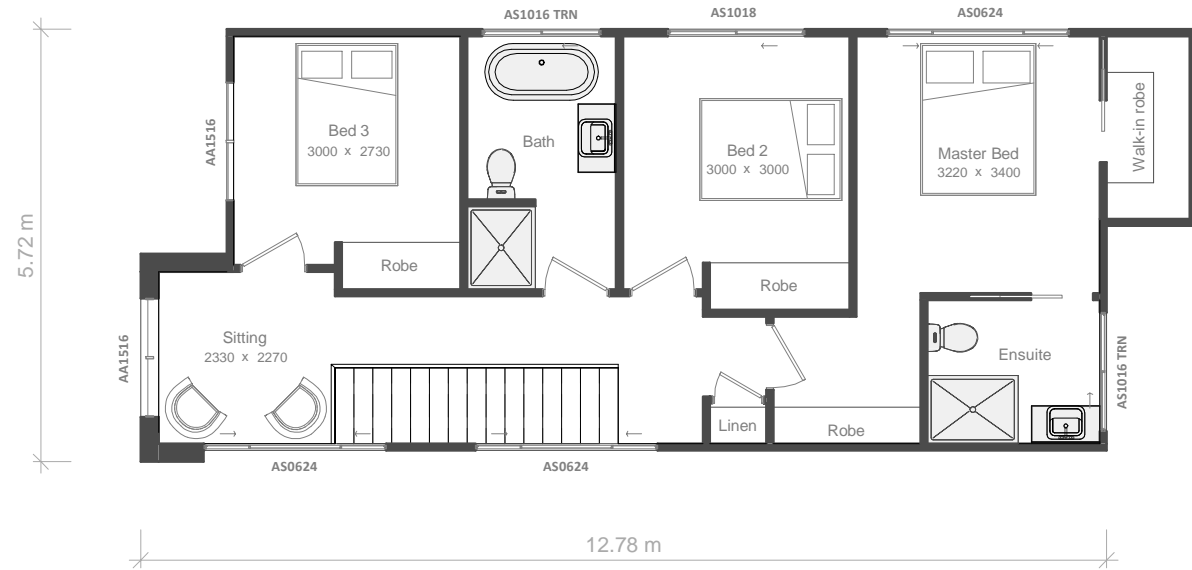 AS1016 TRN
AS1018
AS0624
AA1516
Bed 3
3000 x 2730
Bath
Bed 2
3000 x 3000
Master Bed
3220 x 3400
Walk-in robe
5.72 m
Robe
Robe
AA1516
Sitting
2330 x 2270
Ensuite
AS1016 TRN
Linen
Robe
AS0624
AS0624
12.78 m